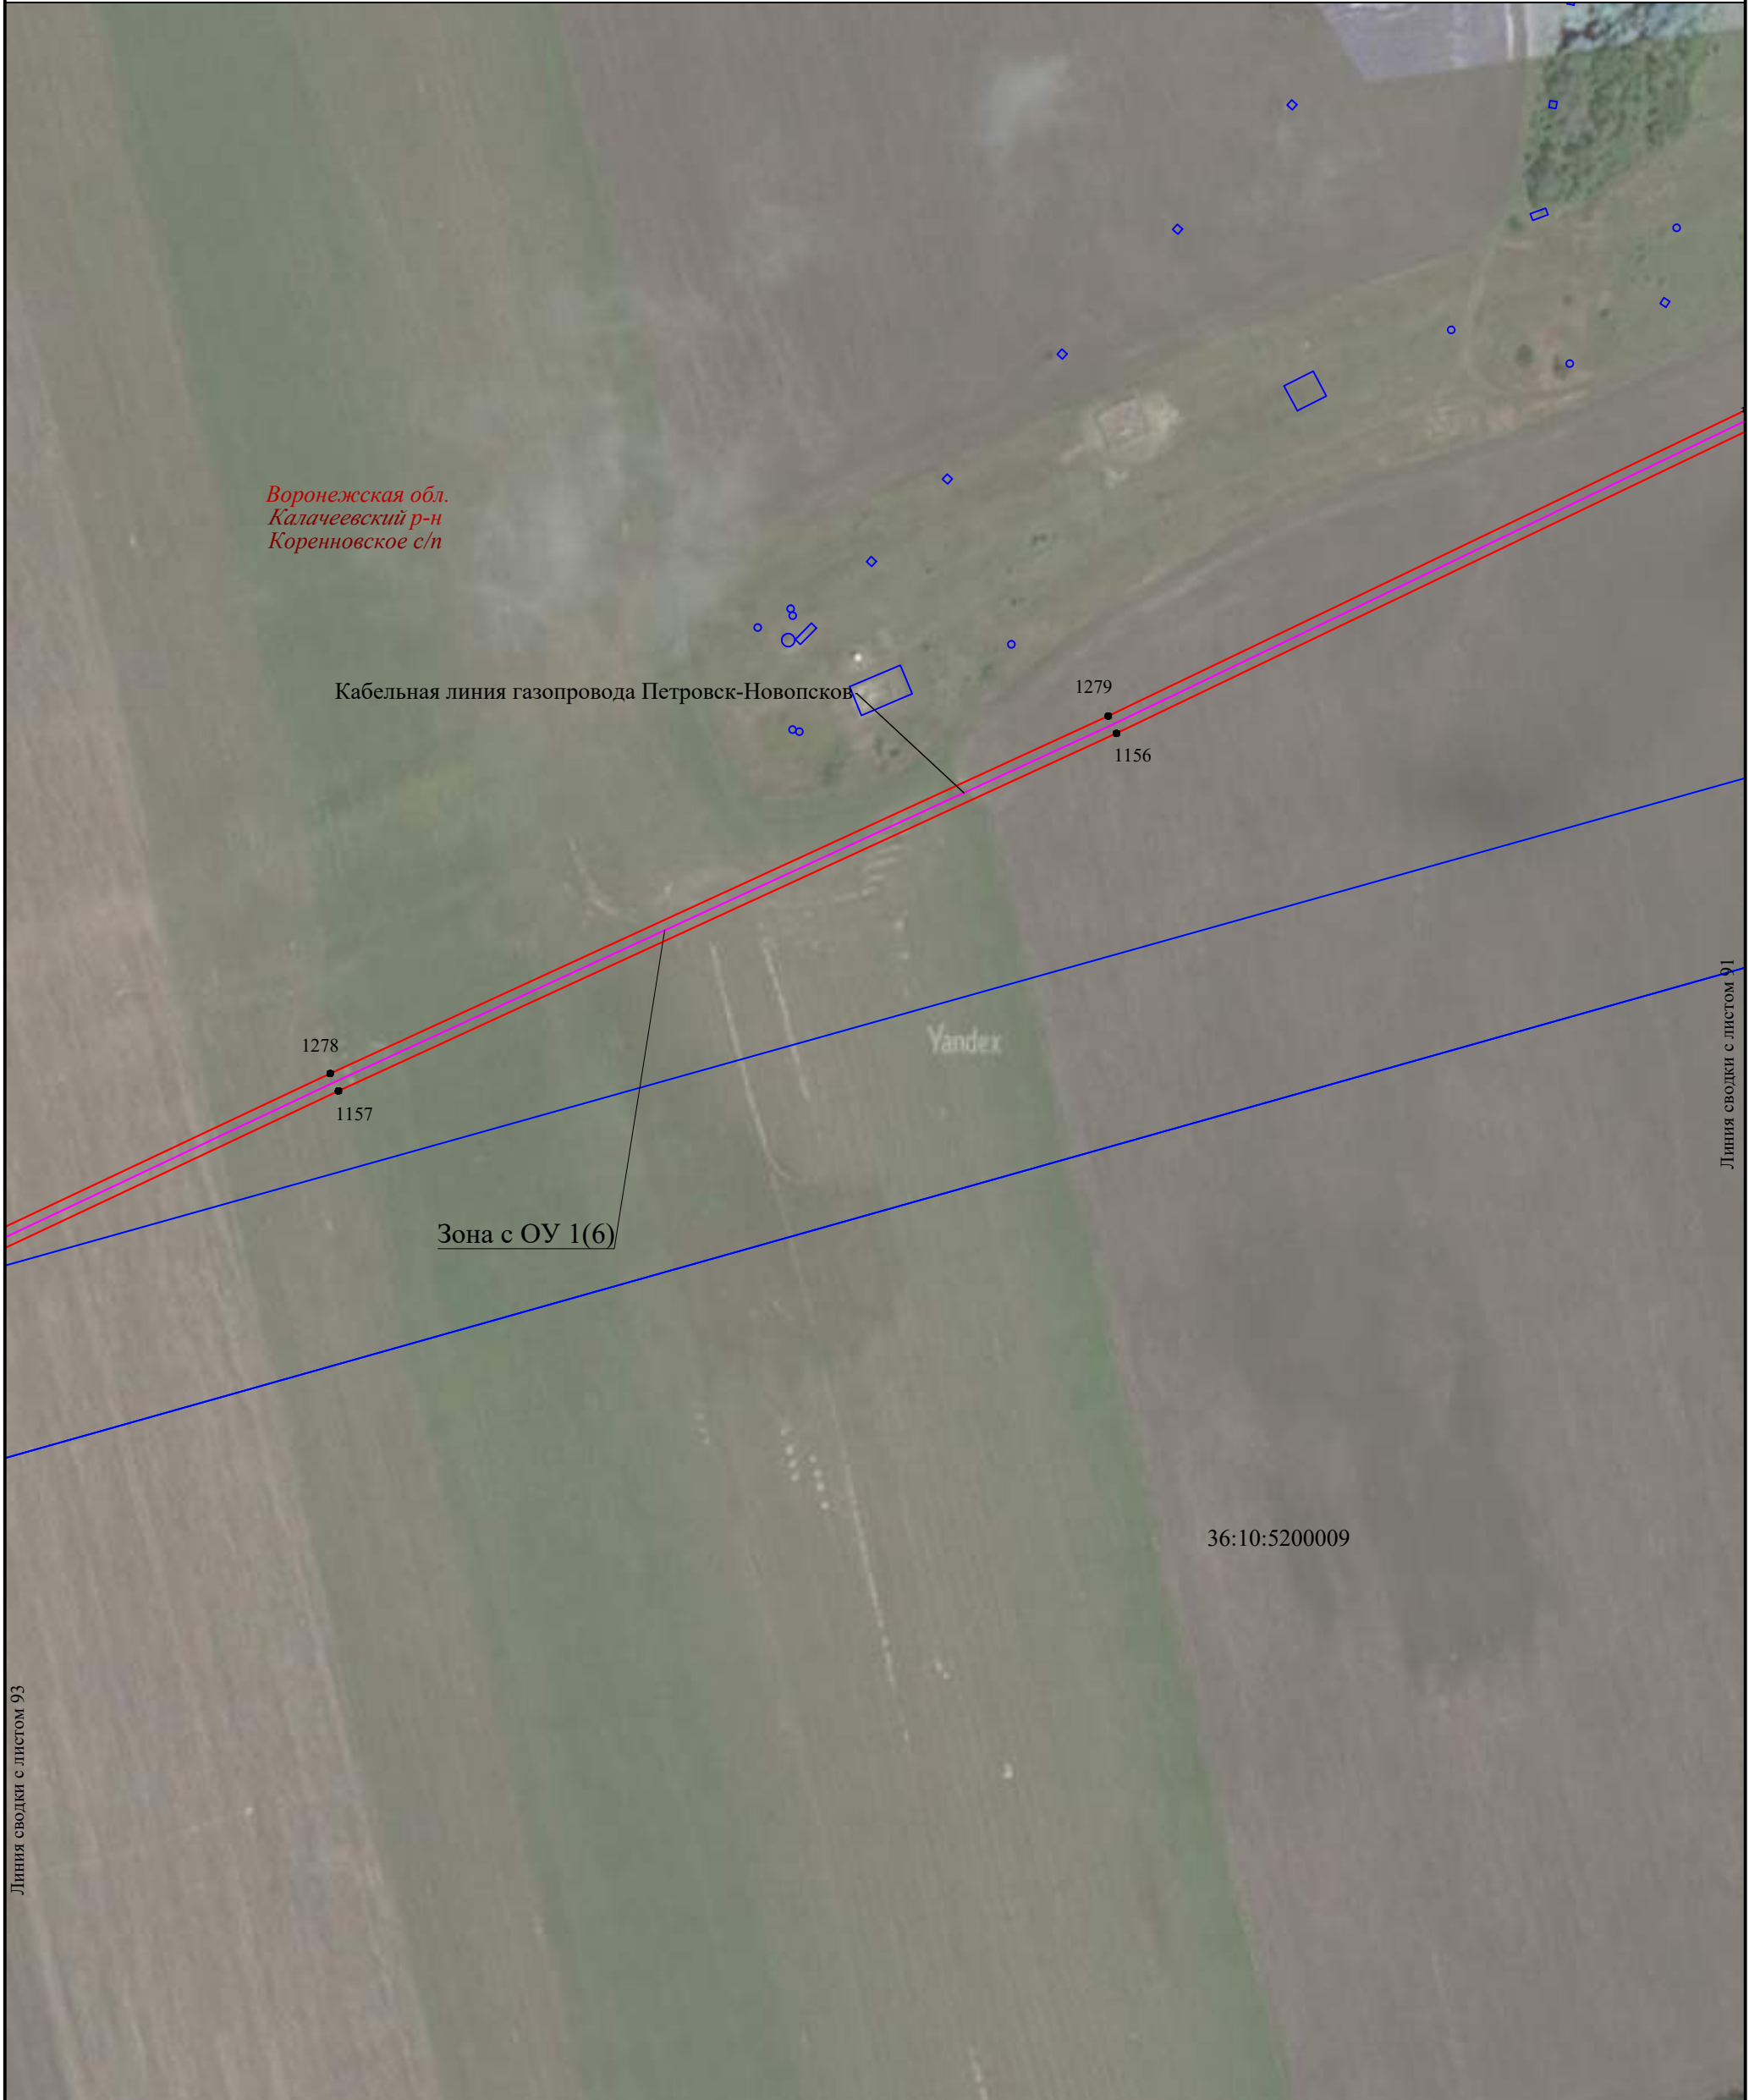 Воронежская обл.
Калачеевский р-н
Коренновское с/п
Кабельная линия газопровода Петровск-Новопсков
1279
1156
1278
1157
Yandex
Зона с ОУ 1(6)
Линия сводки с листом 91
36:10:5200009
Линия сводки с листом 93